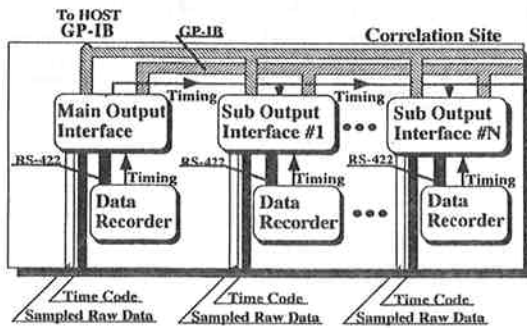 To HOST
GP-IB
GP-IB
Correlation Site
Timing
Timing
Main Output
Interface
Sub Output
Interface #1
Sub Output
Interface #N
RS-422
Timing
RS-422
Timing
RS-422
Timing
Data
Recorder
Data
Recorder
Data
Recorder
Time Code
Sampled Raw Data
Time Code
Sampled Raw Data
Time Code
Sampled Raw Data